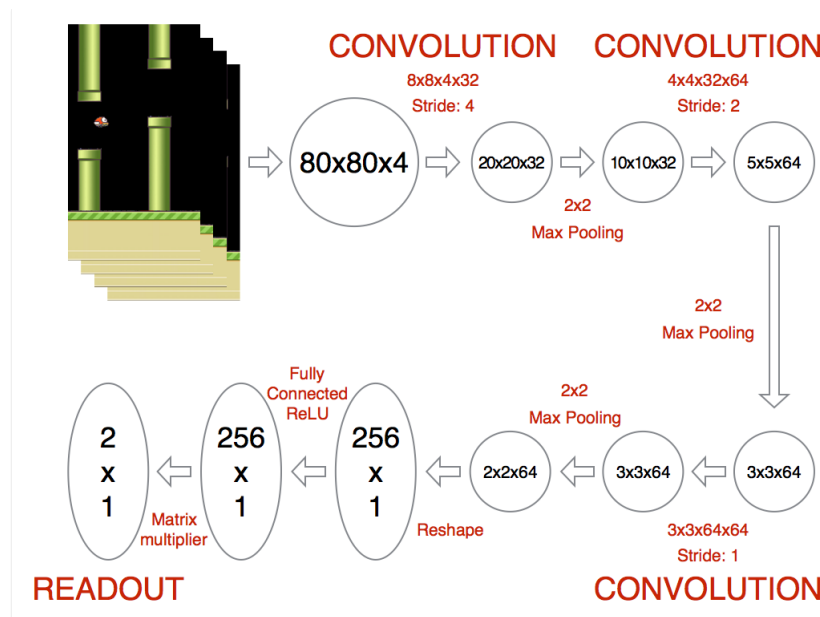 CONVOLUTION
CONVOLUTION
8x8x4x32
4x4x32x64
Stride: 4
Stride: 2
80x80x4
20x20x32
10x10x32
5x5x64
2x2
Max Pooling
2x2
Max Pooling
Fully
Connected
ReLU
2x2
Max Pooling
2
x
1
256
x
1
256
x
1
2x2x64
3x3x64
3x3x64
Matrix
multiplier
Reshape
3x3x64x64
Stride: 1
READOUT
CONVOLUTION